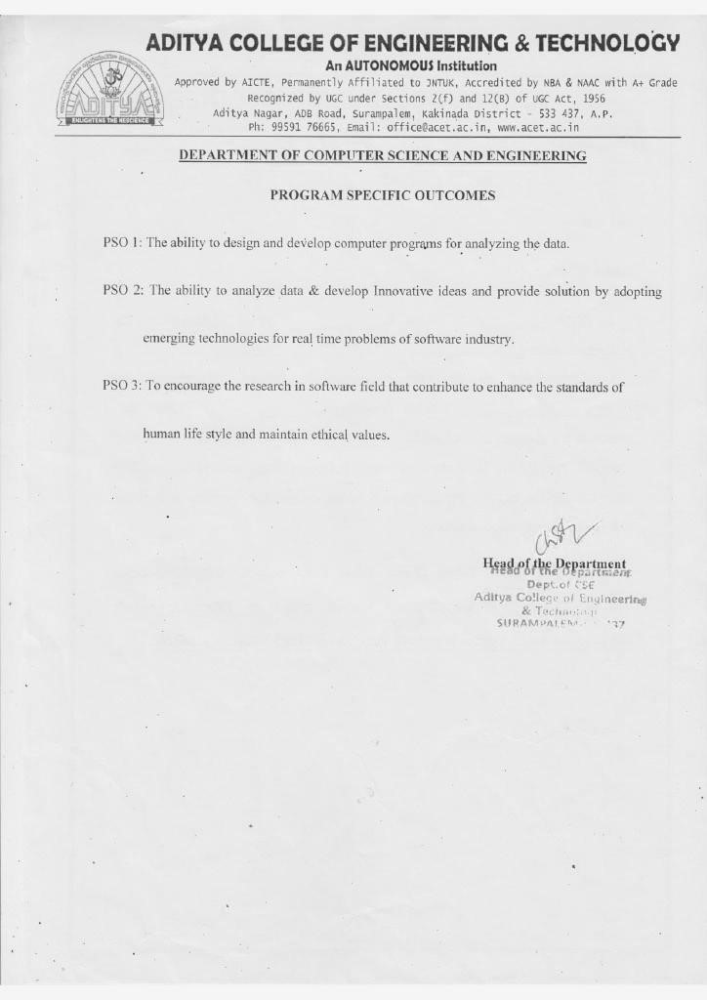 ADITYA COLLEGE OF ENGINEERING & TECHNOLOGY
An AUTONOMOUS Institution
Approved by AICTE, Permanently Affiliated to JNTUK, Accredited by NBA & NAAC with A+ Grade
Recognized by UGC under Sections 2(f) and 12(B) of UGC Act, 1956
Aditya Nagar, ADB Road, Surampalem, Kakinada District - 533 437, A.P.
Ph: 99591 76665, Email: office@acet.ac.in, www.acet.ac.in
ADITYA
ENLIGHTENS THE NESCIENCE
DEPARTMENT OF COMPUTER SCIENCE AND ENGINEERING
PROGRAM SPECIFIC OUTCOMES
PSO 1: The ability to design and develop computer programs for analyzing the data.
PSO 2: The ability to analyze data & develop Innovative ideas and provide solution by adopting
emerging technologies for real time problems of software industry.
PSO 3: To encourage the research in software field that contribute to enhance the standards of
human life style and maintain ethical values.
Head of the Department
Head of the Department
Dept.of CSE
Aditya College of Engineering
&
SURAMPALEM